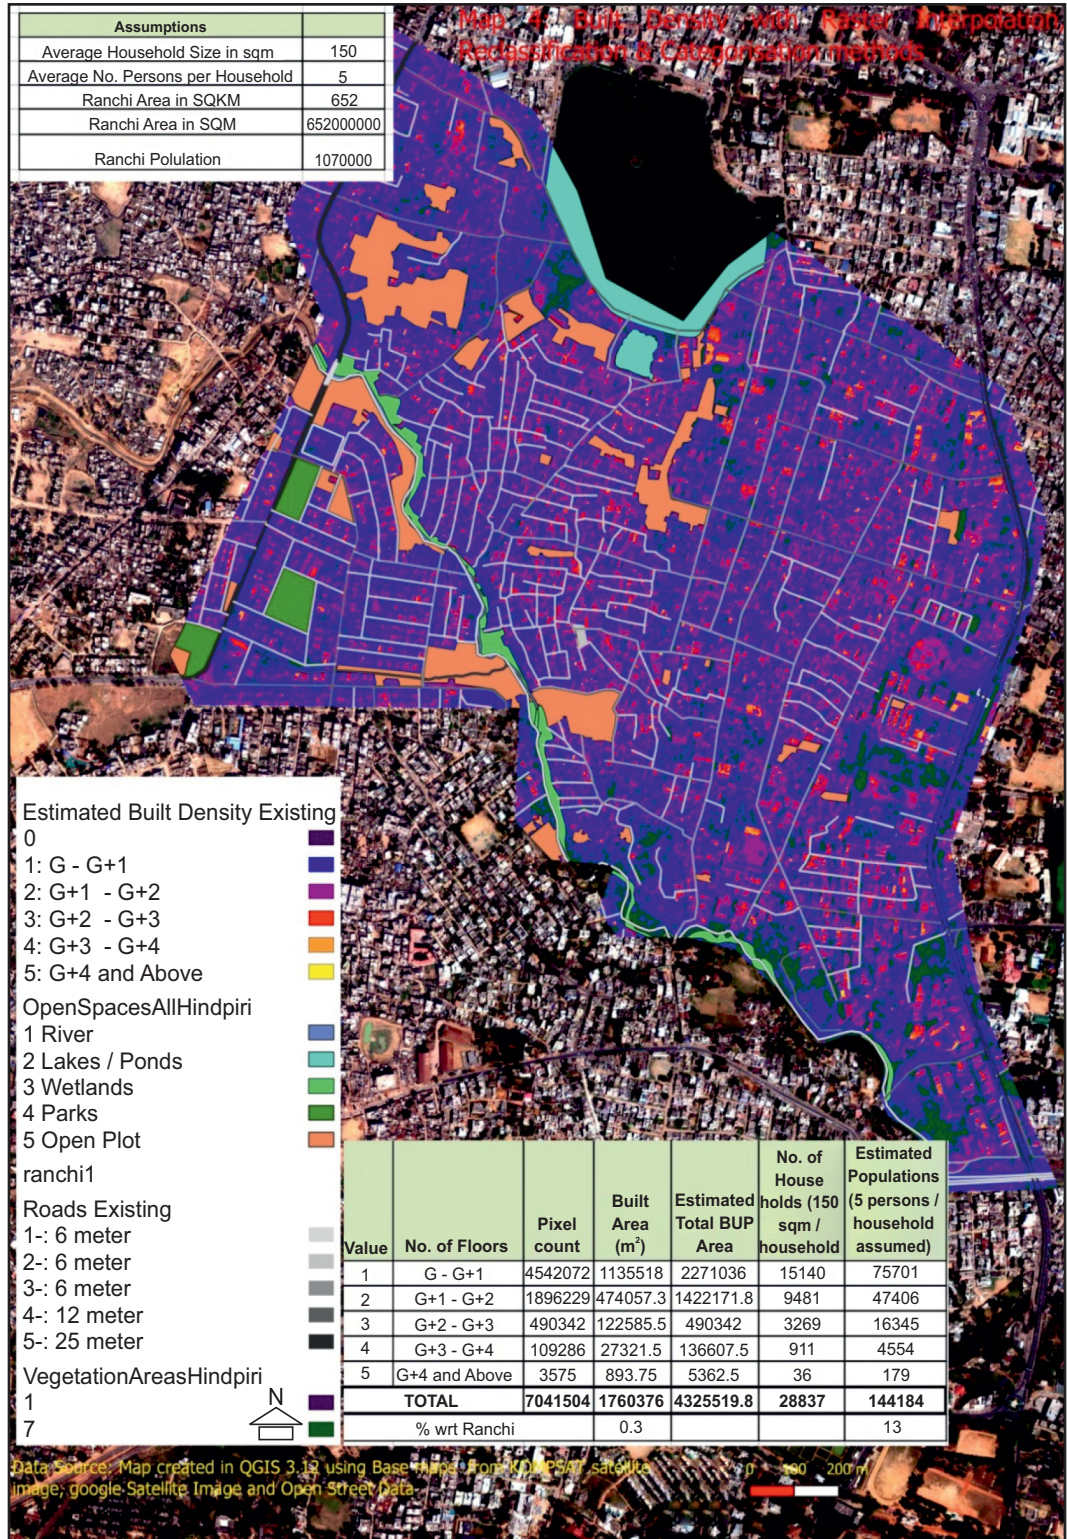 Map 4: Built Density with Raster Interpolation,
Reclassification & Categorisation methods
Assumptions
Average Household Size in sqm 150
Average No. Persons per Household 5
Ranchi Area in SQKM 652
Ranchi Area in SQM 652000000
Ranchi Polulation 1070000
Estimated Built Density Existing
0
1: G - G+1
2: G+1 - G+2
3: G+2 - G+3
4: G+3 - G+4
5: G+4 and Above
OpenSpacesAllHindpiri
1 River
2 Lakes / Ponds
3 Wetlands
4 Parks
5 Open Plot
ranchi1
Roads Existing
1-: 6 meter
2-: 6 meter
3-: 6 meter
4-: 12 meter
5-: 25 meter
VegetationAreasHindpiri
1
7
N
Value No. of Floors Pixel count Built Area (m²) Estimated Total BUP Area No. of House holds (150 sqm / household Estimated Populations (5 persons / household assumed)
1 G - G+1 4542072 1135518 2271036 15140 75701
2 G+1 - G+2 1896229 474057.3 1422171.8 9481 47406
3 G+2 - G+3 490342 122585.5 490342 3269 16345
4 G+3 - G+4 109286 27321.5 136607.5 911 4554
5 G+4 and Above 3575 893.75 5362.5 36 179
TOTAL 7041504 1760376 4325519.8 28837 144184
% wrt Ranchi 0.3 13
Data Source: Map created in QGIS 3.12 using Base maps from KOMPSAT satellite
image, google Satellite Image and Open Street Data
0 100 200 m